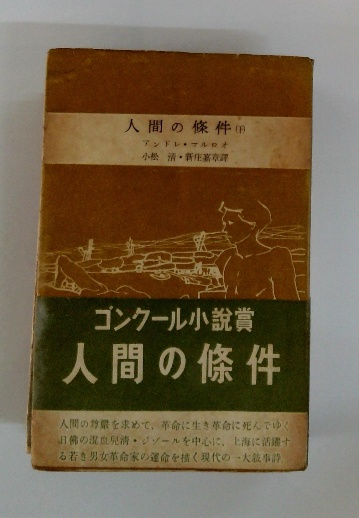 人間の條件 (下)
アンドレ・マルロオ
小松 清・新庄嘉章譯
ゴンクール小説賞
人間の條件
人間の尊嚴を求めて、革命に生き革命に死んでゆく
日佛の混血兒淸・ジゾールを中心に、上海に活躍す
る若き男女革命家の運命を描く現代の一大敍事詩